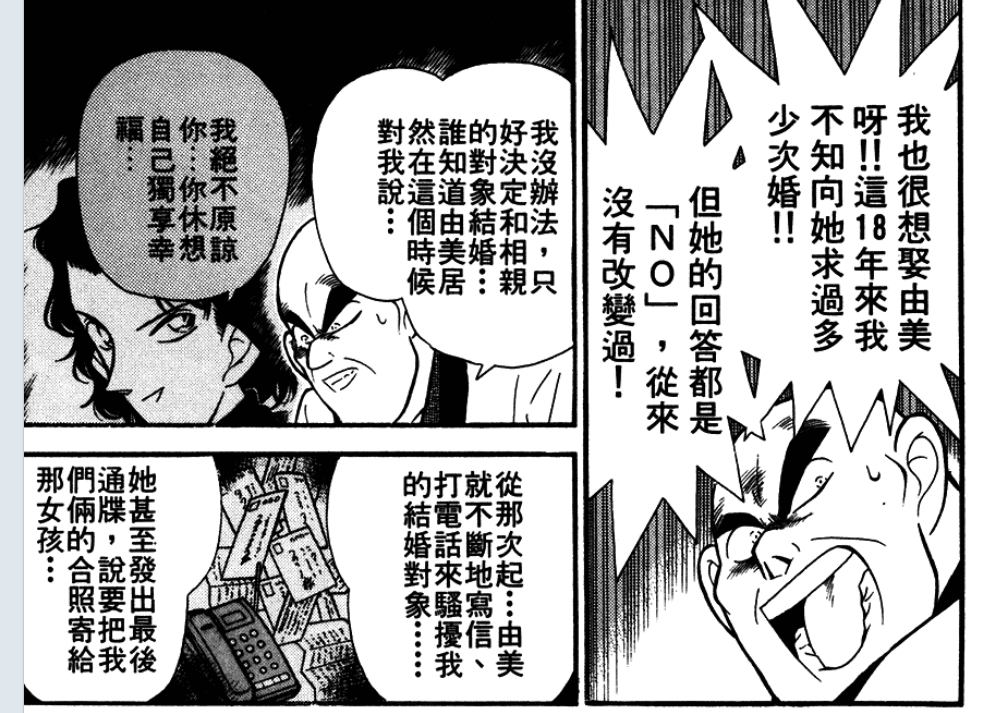 我也很想娶由美
呀!!這18年來我
不知向她求過多
少次婚!!
但她的回答都是
「NO」,從來
沒有改變過!
我沒辦法,只
好決定和相親
的對象結婚…
誰知道由美居
然在這個時候
對我說…
我絕不原諒
你…你休想
自己獨享幸
福…
從那次起…由美
就不斷地寫信、
打電話來騷擾我
的結婚對象……
她甚至發出最後
通牒,說要把我
們倆的合照寄給
那女孩…